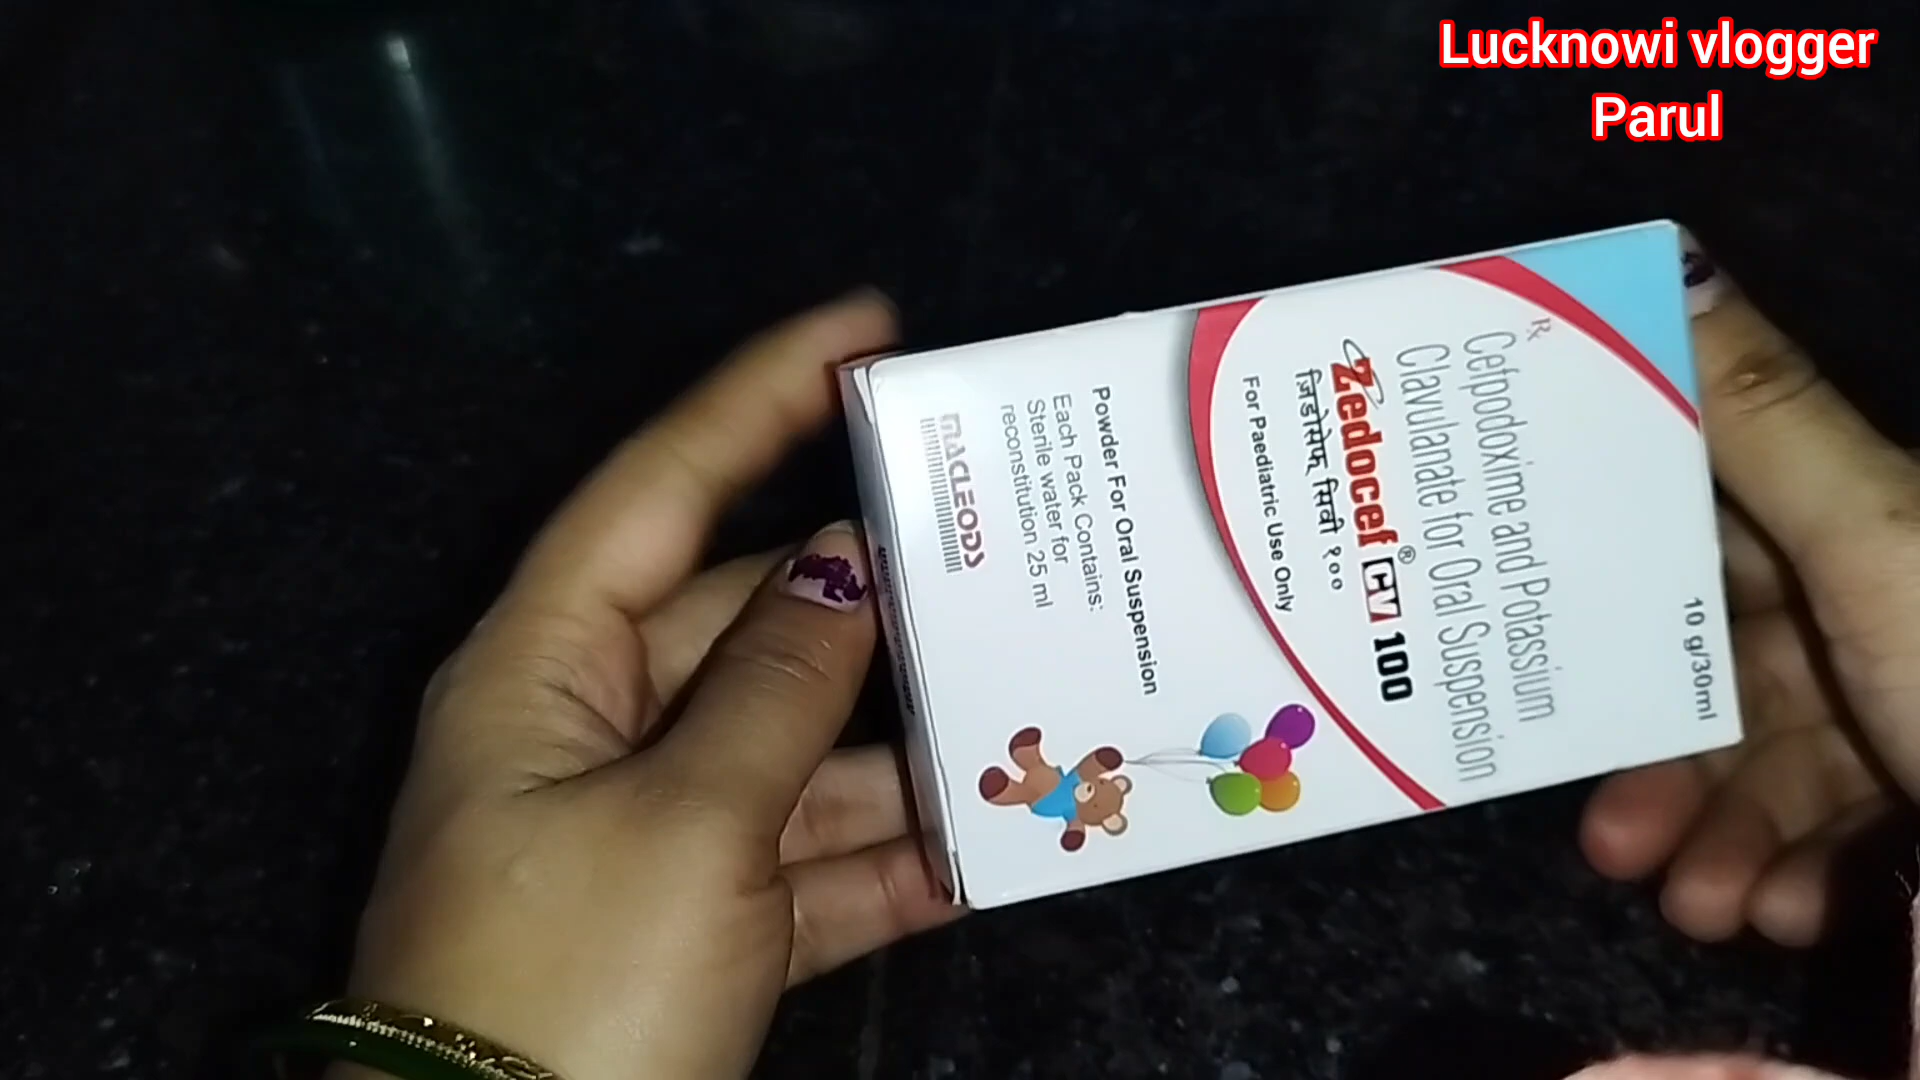 Lucknowi vlogger
Parul
10 g/30ml
Rx
Cefpodoxime and Potassium
Clavulanate for Oral Suspension
Zedocef® CV 100
जिडोसेफ् सिवी १००
For Paediatric Use Only
Powder For Oral Suspension
Each Pack Contains:
Sterile water for
reconstitution 25 ml
MACLEODS